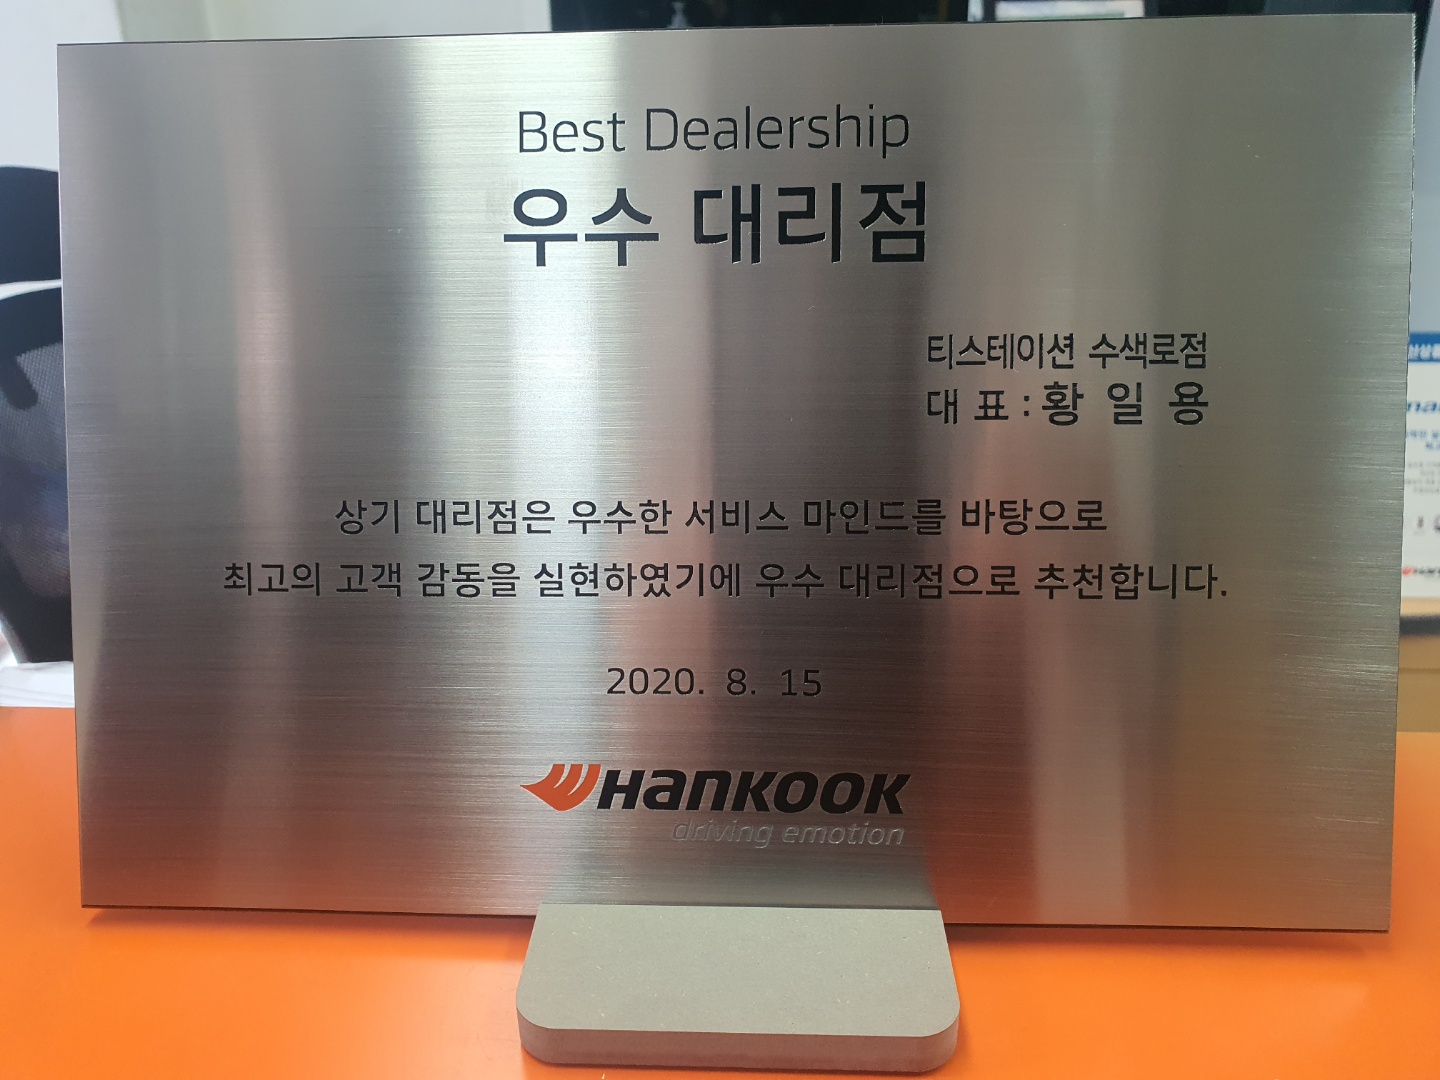 Best Dealership
우수 대리점
티스테이션 수색로점
대 표 : 황 일 용
상기 대리점은 우수한 서비스 마인드를 바탕으로
최고의 고객 감동을 실현하였기에 우수 대리점으로 추천합니다.
2020. 8. 15
HANKOOK
driving emotion